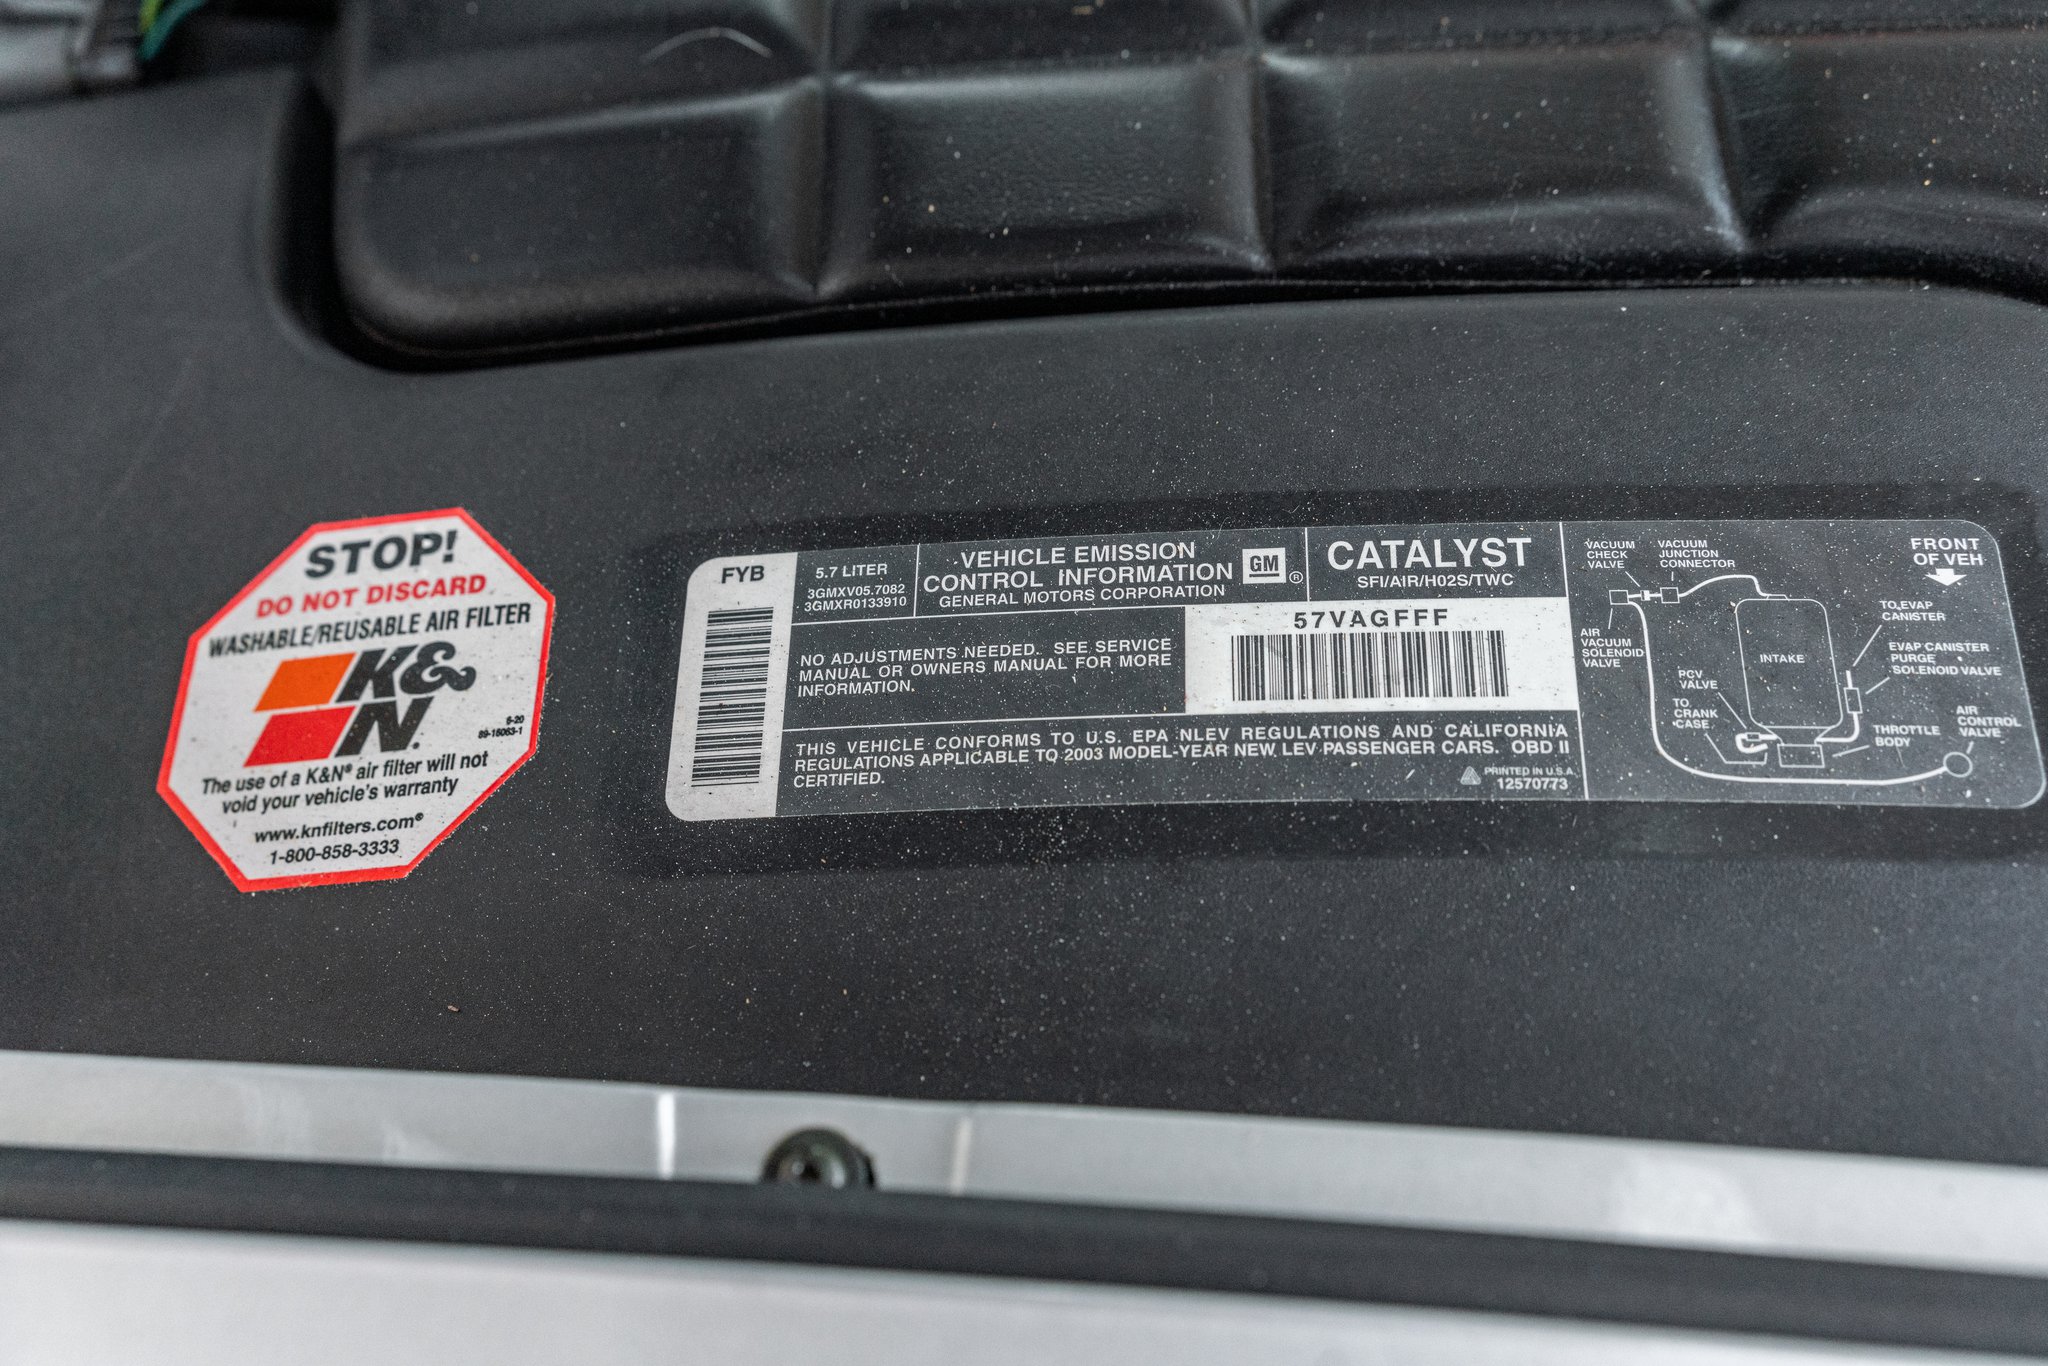 STOP!
DO NOT DISCARD
WASHABLE/REUSABLE AIR FILTER
K&N
6-20
89-16063-1
The use of a K&N® air filter will not
void your vehicle's warranty
www.knfilters.com®
1-800-858-3333
FYB
5.7 LITER
3GMXV05.7082
3GMXR0133910
VEHICLE EMISSION
CONTROL INFORMATION
GENERAL MOTORS CORPORATION
GM ®
CATALYST
SFI/AIR/H02S/TWC
NO ADJUSTMENTS NEEDED. SEE SERVICE
MANUAL OR OWNERS MANUAL FOR MORE
INFORMATION.
57VAGFFF
THIS VEHICLE CONFORMS TO U.S. EPA NLEV REGULATIONS AND CALIFORNIA
REGULATIONS APPLICABLE TO 2003 MODEL-YEAR NEW LEV PASSENGER CARS. OBD II
CERTIFIED.
PRINTED IN U.S.A.
12570773
VACUUM
CHECK
VALVE
VACUUM
JUNCTION
CONNECTOR
FRONT
OF VEH
AIR
VACUUM
SOLENOID
VALVE
INTAKE
TO EVAP
CANISTER
EVAP CANISTER
PURGE
SOLENOID VALVE
PCV
VALVE
TO
CRANK
CASE
THROTTLE
BODY
AIR
CONTROL
VALVE